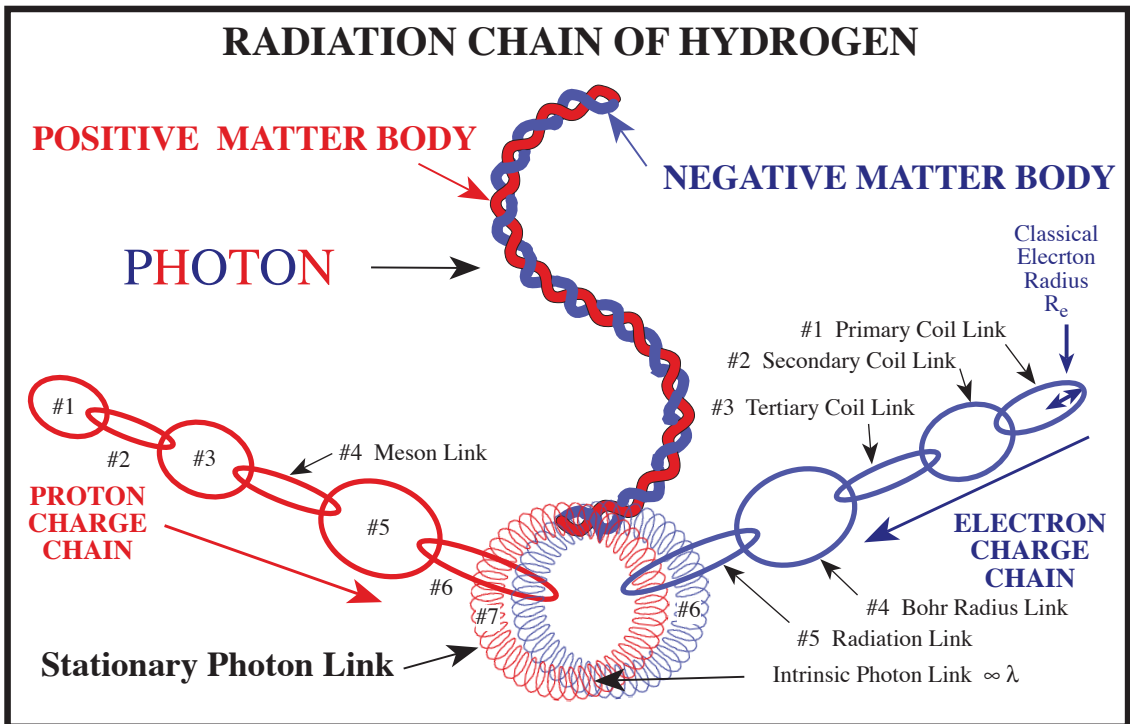 RADIATION CHAIN OF HYDROGEN
POSITIVE MATTER BODY
NEGATIVE MATTER BODY
PHOTON
Classical
Elecrton
Radius
Re
#1 Primary Coil Link
#2 Secondary Coil Link
#3 Tertiary Coil Link
#1
#2
#3
#4 Meson Link
#5
#6
#7
PROTON
CHARGE
CHAIN
ELECTRON
CHARGE
CHAIN
#6
#4 Bohr Radius Link
#5 Radiation Link
Stationary Photon Link
Intrinsic Photon Link ∞ λ